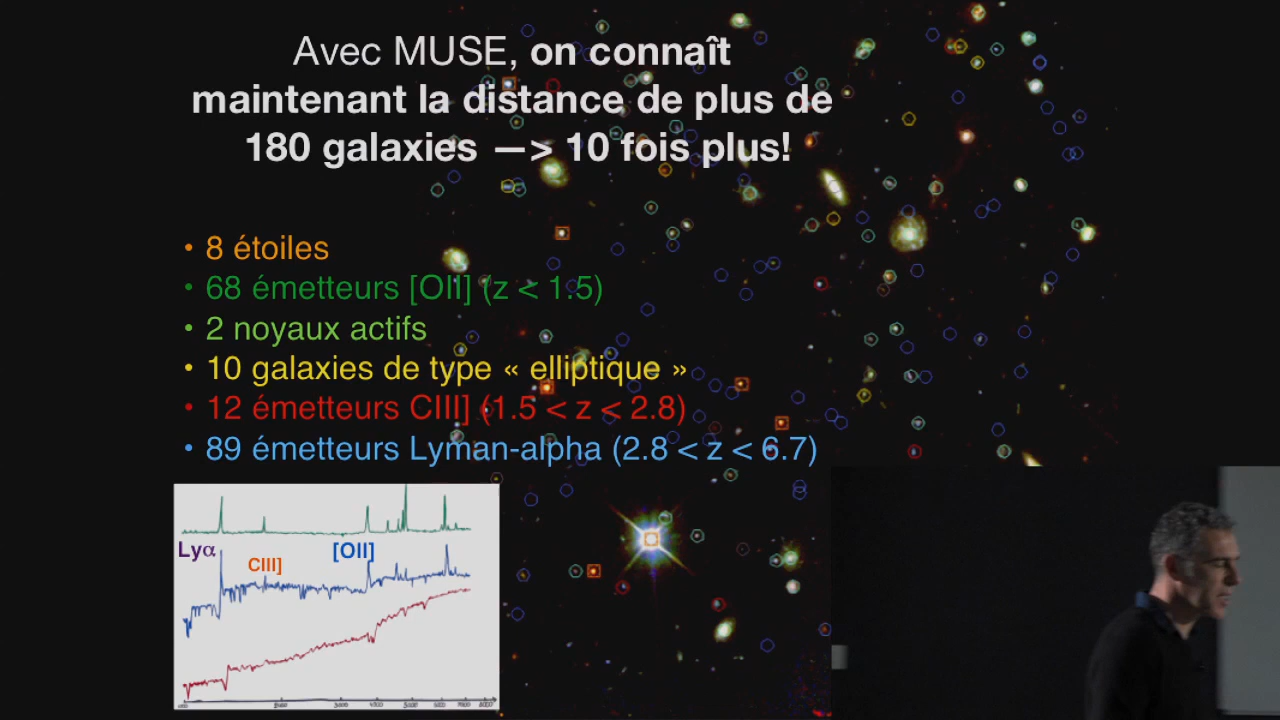 Avec MUSE, on connaît
maintenant la distance de plus de
180 galaxies —> 10 fois plus!
• 8 étoiles
• 68 émetteurs [OII] (z < 1.5)
• 2 noyaux actifs
• 10 galaxies de type « elliptique »
• 12 émetteurs CIII] (1.5 < z < 2.8)
• 89 émetteurs Lyman-alpha (2.8 < z < 6.7)
Lyα
CIII]
[OII]